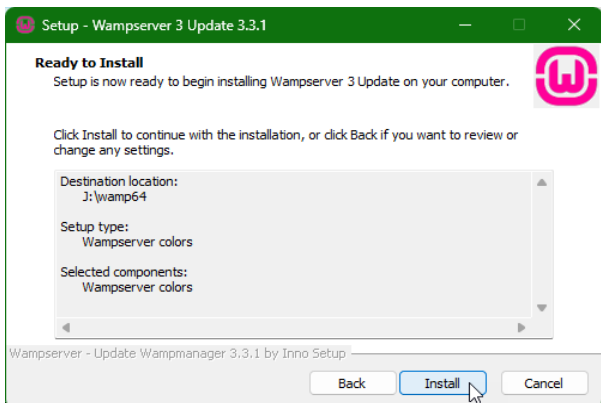 Setup - Wampserver 3 Update 3.3.1
Ready to Install
Setup is now ready to begin installing Wampserver 3 Update on your computer.
Click Install to continue with the installation, or click Back if you want to review or
change any settings.
Destination location:
J:\wamp64
Setup type:
Wampserver colors
Selected components:
Wampserver colors
Wampserver - Update Wampmanager 3.3.1 by Inno Setup
Back Install Cancel